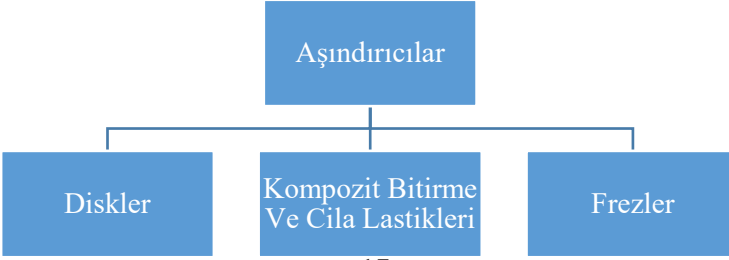 Aşındırıcılar
Diskler
Kompozit Bitirme
Ve Cila Lastikleri
Frezler